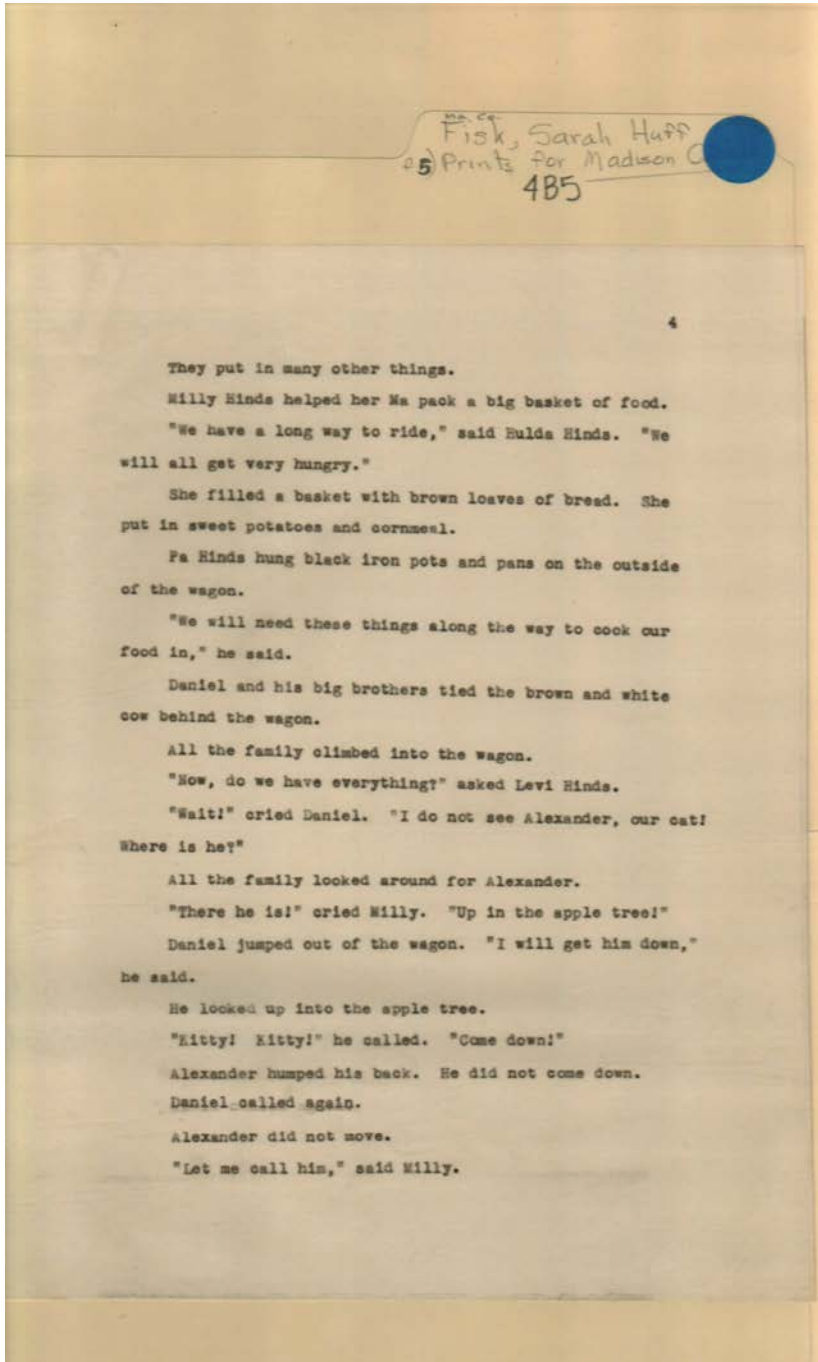 Ma. Co.
Fisk, Sarah Huff
5) Prints for Madison
4B5
4
They put in many other things.
Milly Hinds helped her Ma pack a big basket of food.
"We have a long way to ride," said Hulda Hinds. "We
will all get very hungry."
She filled a basket with brown loaves of bread. She
put in sweet potatoes and cornmeal.
Pa Hinds hung black iron pots and pans on the outside
of the wagon.
"We will need these things along the way to cook our
food in," he said.
Daniel and his big brothers tied the brown and white
cow behind the wagon.
All the family climbed into the wagon.
"Now, do we have everything?" asked Levi Hinds.
"Wait!" cried Daniel. "I do not see Alexander, our cat!
Where is he?"
All the family looked around for Alexander.
"There he is!" cried Milly. "Up in the apple tree!"
Daniel jumped out of the wagon. "I will get him down,"
he said.
He looked up into the apple tree.
"Kitty! Kitty!" he called. "Come down!"
Alexander humped his back. He did not come down.
Daniel called again.
Alexander did not move.
"Let me call him," said Milly.